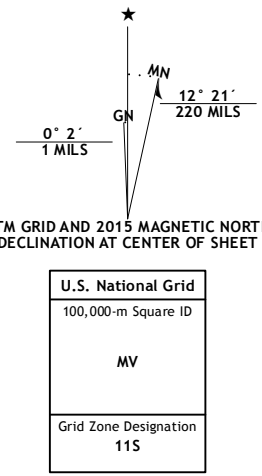 MN
GN
12° 21´
220 MILS
0° 2´
1 MILS
TM GRID AND 2015 MAGNETIC NORT
DECLINATION AT CENTER OF SHEET
U.S. National Grid
100,000-m Square ID
MV
Grid Zone Designation
11S